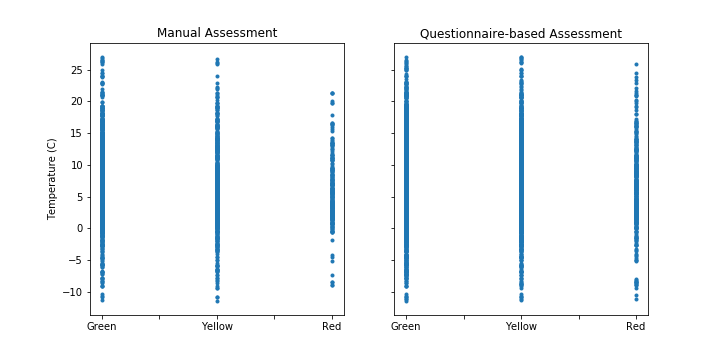 Manual Assessment
Questionnaire-based Assessment
Temperature (C)
25
20
15
10
5
0
−5
−10
Green
Yellow
Red
Green
Yellow
Red